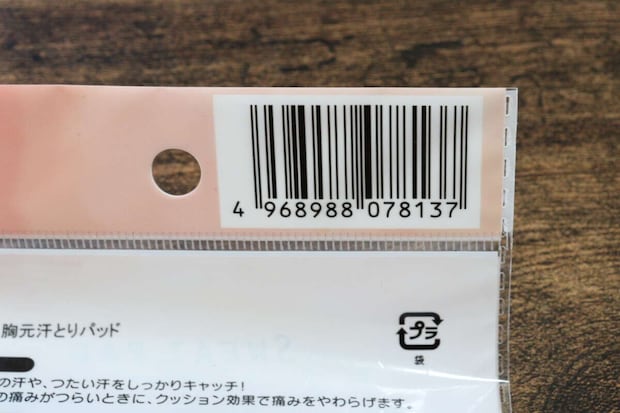 4 968988 078137
胸元汗とりパッド
プラ
袋
の汗や、つたい汗をしっかりキャッチ!
の痛みがつらいときに、クッション効果で痛みをやわらげます。